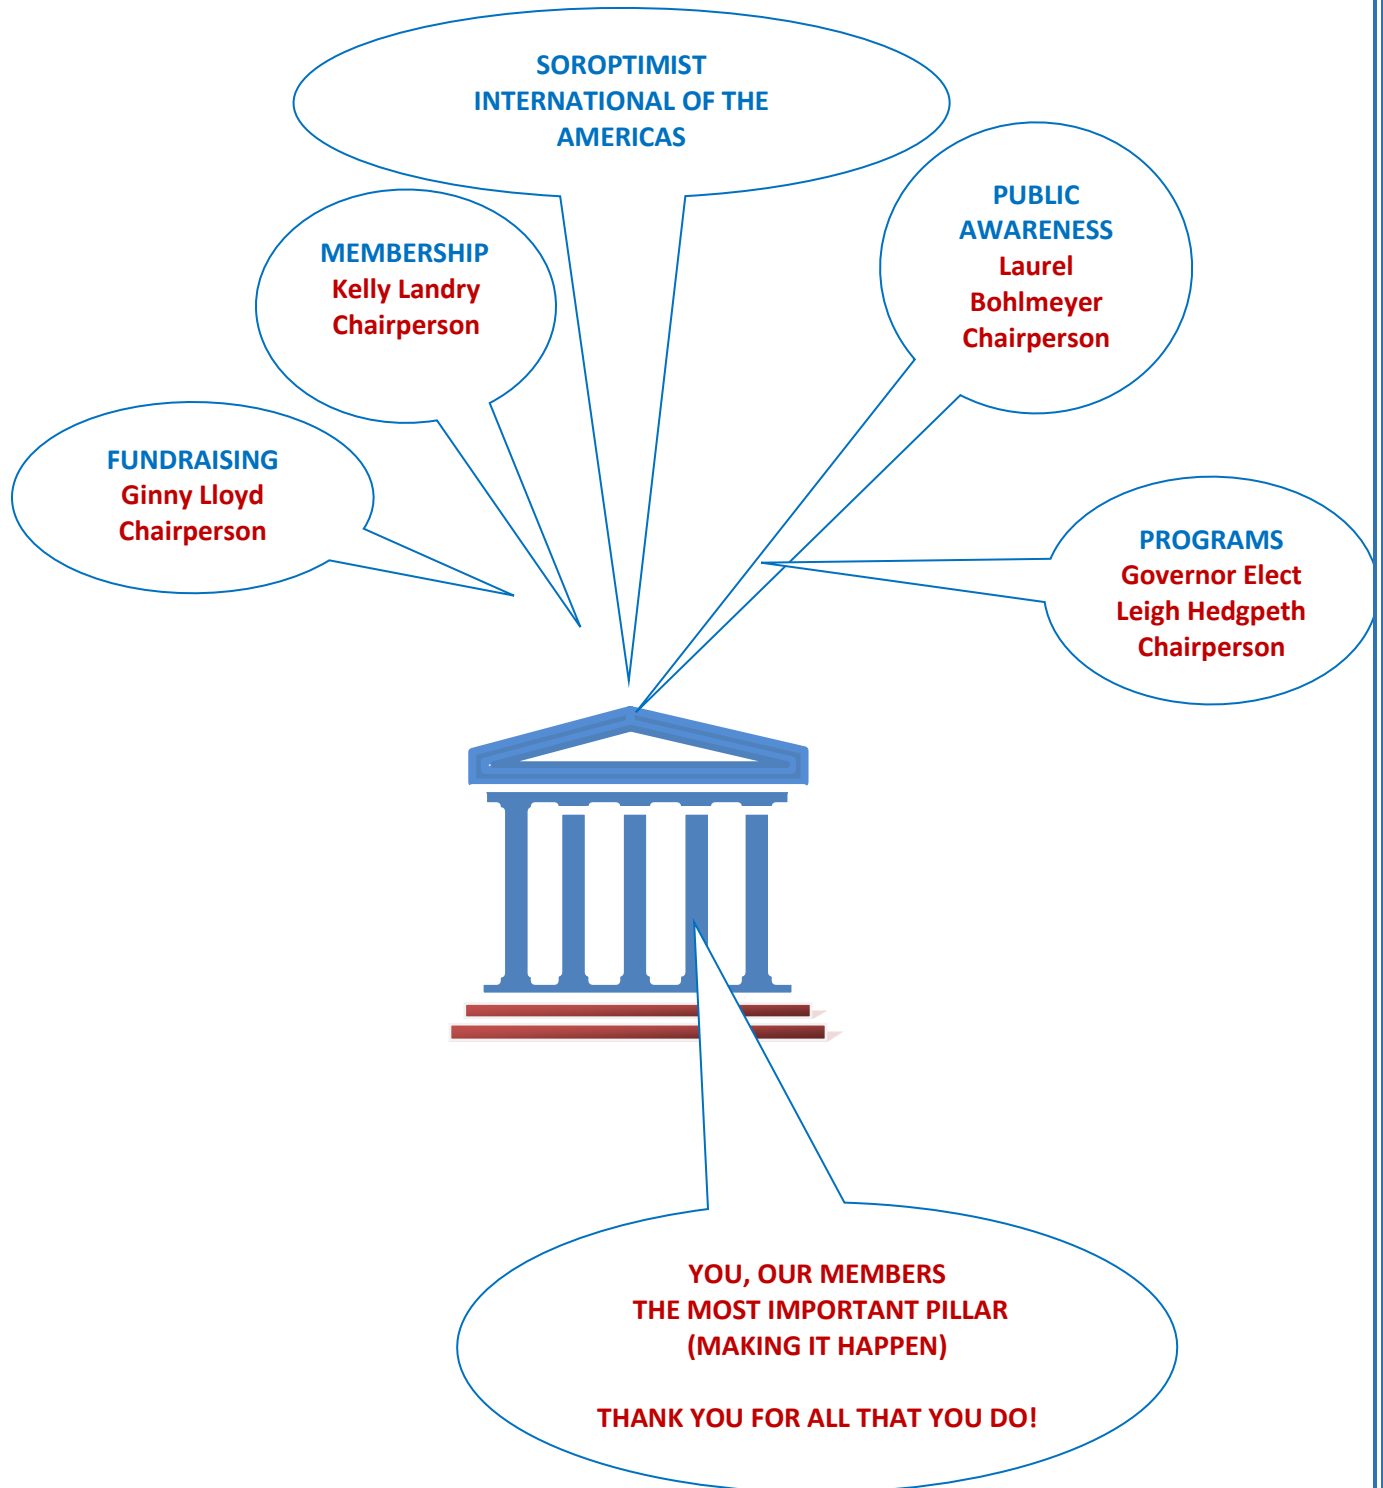 SOROPTIMIST
INTERNATIONAL OF THE
AMERICAS
PUBLIC
AWARENESS
Laurel
Bohlmeyer
Chairperson
MEMBERSHIP
Kelly Landry
Chairperson
FUNDRAISING
Ginny Lloyd
Chairperson
PROGRAMS
Governor Elect
Leigh Hedgpeth
Chairperson
YOU, OUR MEMBERS
THE MOST IMPORTANT PILLAR
(MAKING IT HAPPEN)
THANK YOU FOR ALL THAT YOU DO!